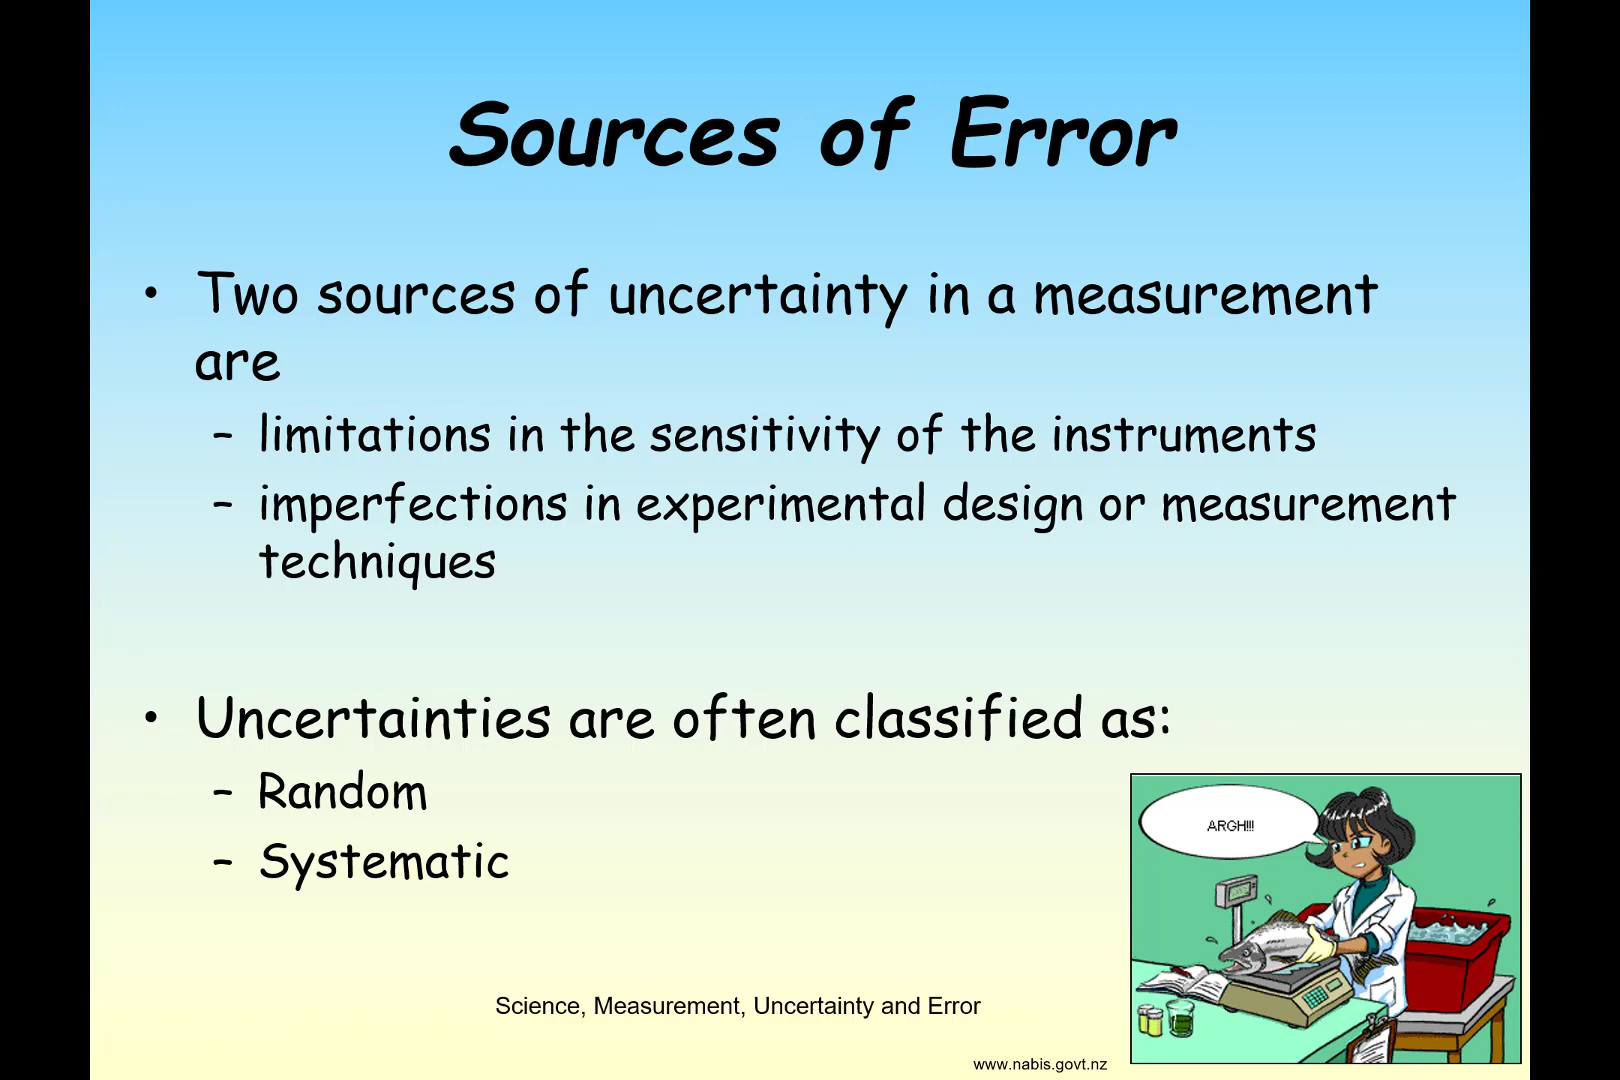 Sources of Error
• Two sources of uncertainty in a measurement
are
– limitations in the sensitivity of the instruments
– imperfections in experimental design or measurement
techniques
• Uncertainties are often classified as:
– Random
– Systematic
ARGH!!!
Science, Measurement, Uncertainty and Error
www.nabis.govt.nz